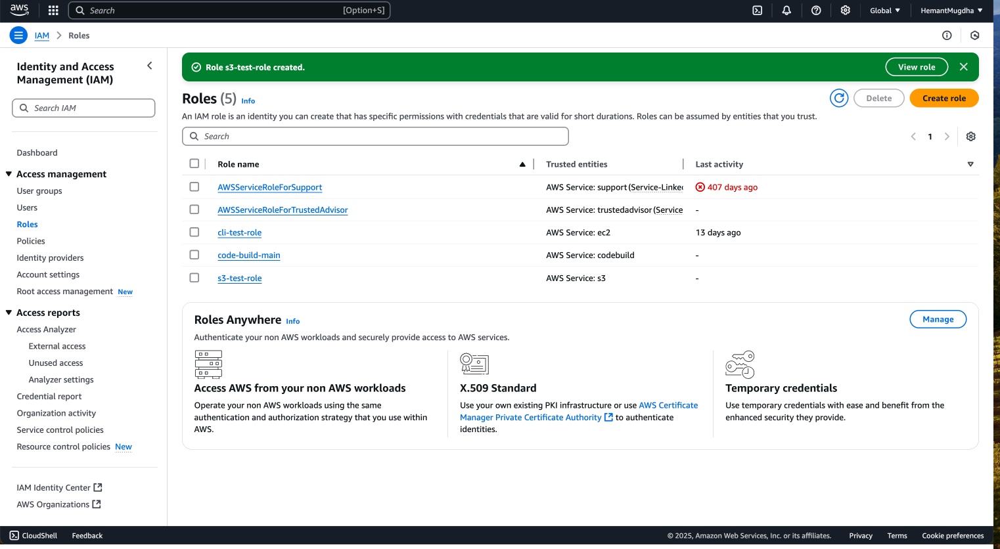 aws
Search [Option+S]
Global
HemantMugdha
IAM
Roles
Identity and Access
Management (IAM)
Search IAM
Dashboard
Access management
User groups
Users
Roles
Policies
Identity providers
Account settings
Root access management New
Access reports
Access Analyzer
External access
Unused access
Analyzer settings
Credential report
Organization activity
Service control policies
Resource control policies New
IAM Identity Center
AWS Organizations
Role s3-test-role created.
View role
Roles (5) Info
Delete
Create role
An IAM role is an identity you can create that has specific permissions with credentials that are valid for short durations. Roles can be assumed by entities that you trust.
Search
1
Role name Trusted entities Last activity
AWSServiceRoleForSupport AWS Service: support (Service-Linked 407 days ago
AWSServiceRoleForTrustedAdvisor AWS Service: trustedadvisor (Service -
cli-test-role AWS Service: ec2 13 days ago
code-build-main AWS Service: codebuild -
s3-test-role AWS Service: s3 -
Roles Anywhere Info
Manage
Authenticate your non AWS workloads and securely provide access to AWS services.
Access AWS from your non AWS workloads
Operate your non AWS workloads using the same
authentication and authorization strategy that you use within
AWS.
X.509 Standard
Use your own existing PKI infrastructure or use AWS Certificate
Manager Private Certificate Authority to authenticate
identities.
Temporary credentials
Use temporary credentials with ease and benefit from the
enhanced security they provide.
CloudShell Feedback
© 2025, Amazon Web Services, Inc. or its affiliates. Privacy Terms Cookie preferences